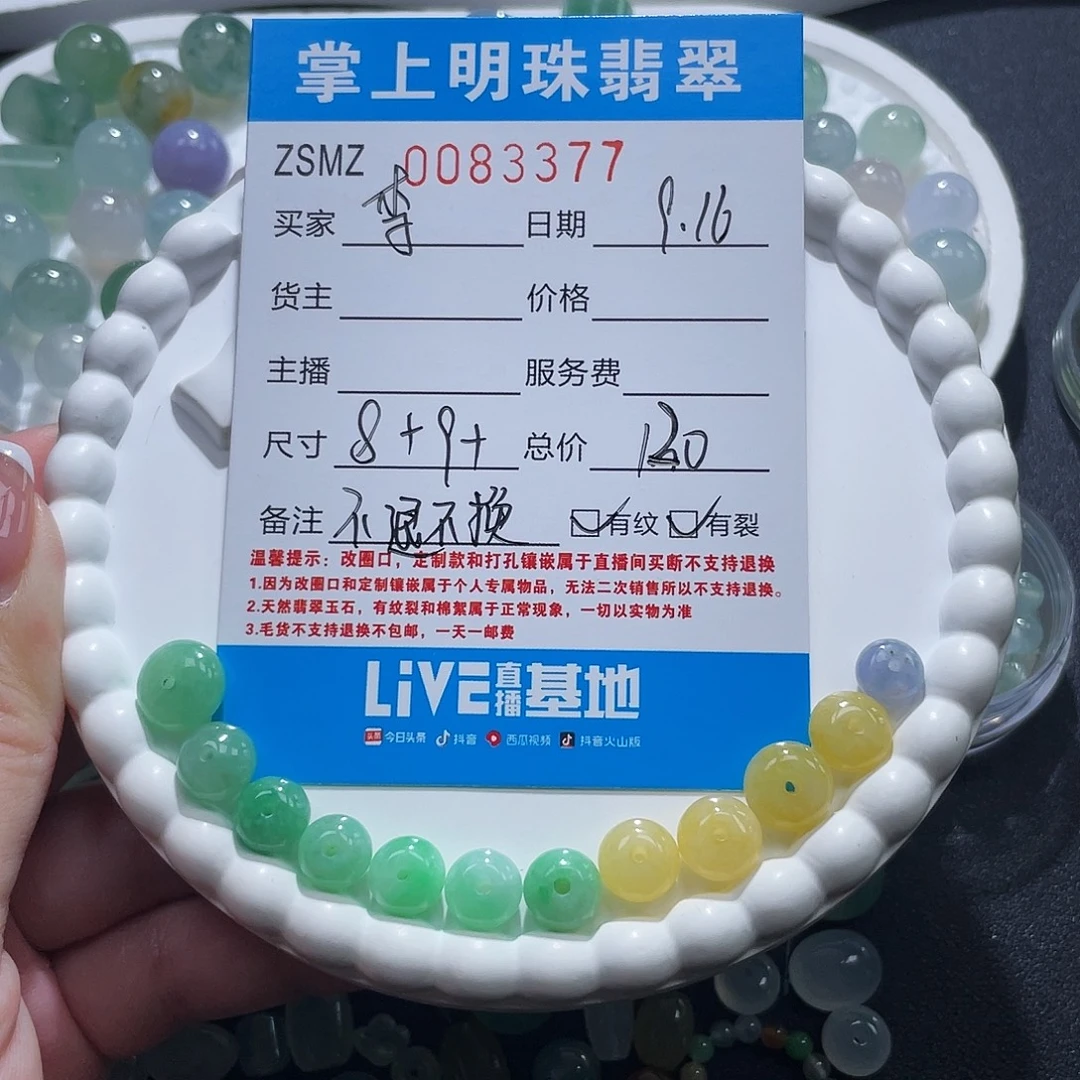 掌上明珠翡翠
ZSMZ 0083377
买家 李 日期 9.16
货主 价格
主播 服务费
尺寸 8+9+ 总价 120
备注 不退不换 ☑有纹 ☑有裂
温馨提示：改圈口，定制款和打孔镶嵌属于直播间买断不支持退换
1.因为改圈口和定制镶嵌属于个人专属物品，无法二次销售所以不支持退换。
2.天然翡翠玉石，有纹裂和棉絮属于正常现象，一切以实物为准
3.毛货不支持退换不包邮，一天一邮费
LiVE直播基地
头条 今日头条 抖音 西瓜视频 抖音火山版